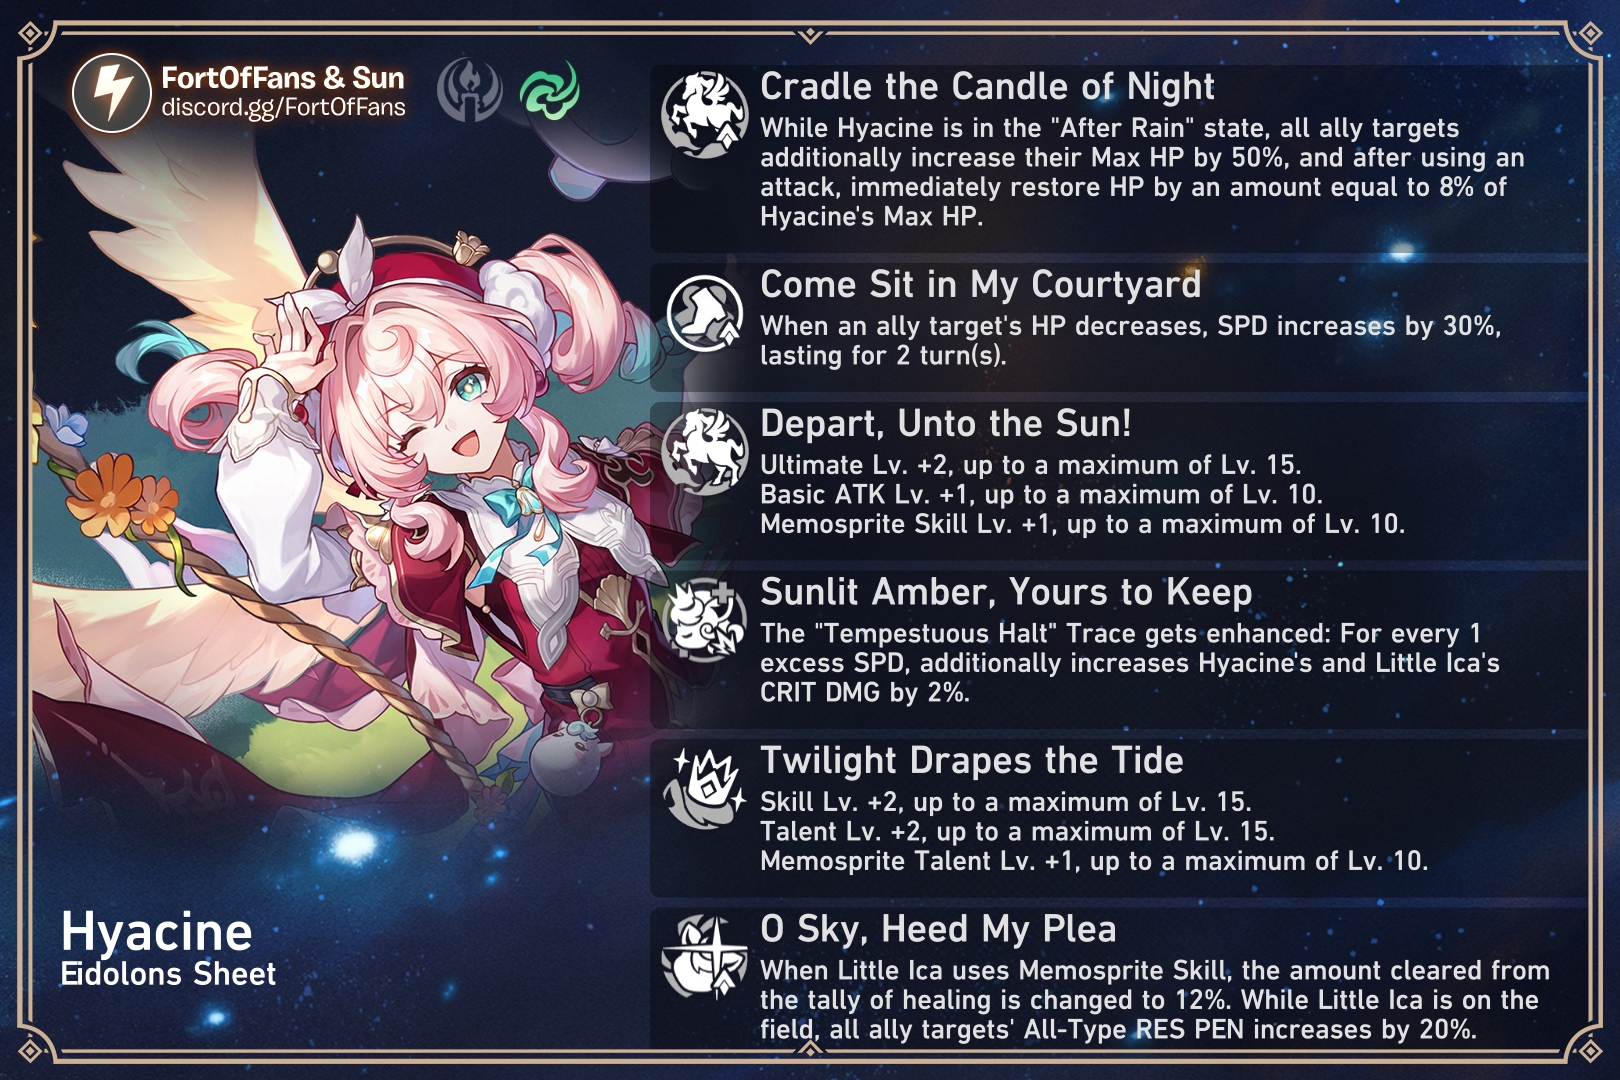 FortOfFans & Sun
discord.gg/FortOfFans
Cradle the Candle of Night
While Hyacine is in the "After Rain" state, all ally targets
additionally increase their Max HP by 50%, and after using an
attack, immediately restore HP by an amount equal to 8% of
Hyacine's Max HP.
Come Sit in My Courtyard
When an ally target's HP decreases, SPD increases by 30%,
lasting for 2 turn(s).
Depart, Unto the Sun!
Ultimate Lv. +2, up to a maximum of Lv. 15.
Basic ATK Lv. +1, up to a maximum of Lv. 10.
Memosprite Skill Lv. +1, up to a maximum of Lv. 10.
Sunlit Amber, Yours to Keep
The "Tempestuous Halt" Trace gets enhanced: For every 1
excess SPD, additionally increases Hyacine's and Little Ica's
CRIT DMG by 2%.
Twilight Drapes the Tide
Skill Lv. +2, up to a maximum of Lv. 15.
Talent Lv. +2, up to a maximum of Lv. 15.
Memosprite Talent Lv. +1, up to a maximum of Lv. 10.
O Sky, Heed My Plea
When Little Ica uses Memosprite Skill, the amount cleared from
the tally of healing is changed to 12%. While Little Ica is on the
field, all ally targets' All-Type RES PEN increases by 20%.
Hyacine
Eidolons Sheet